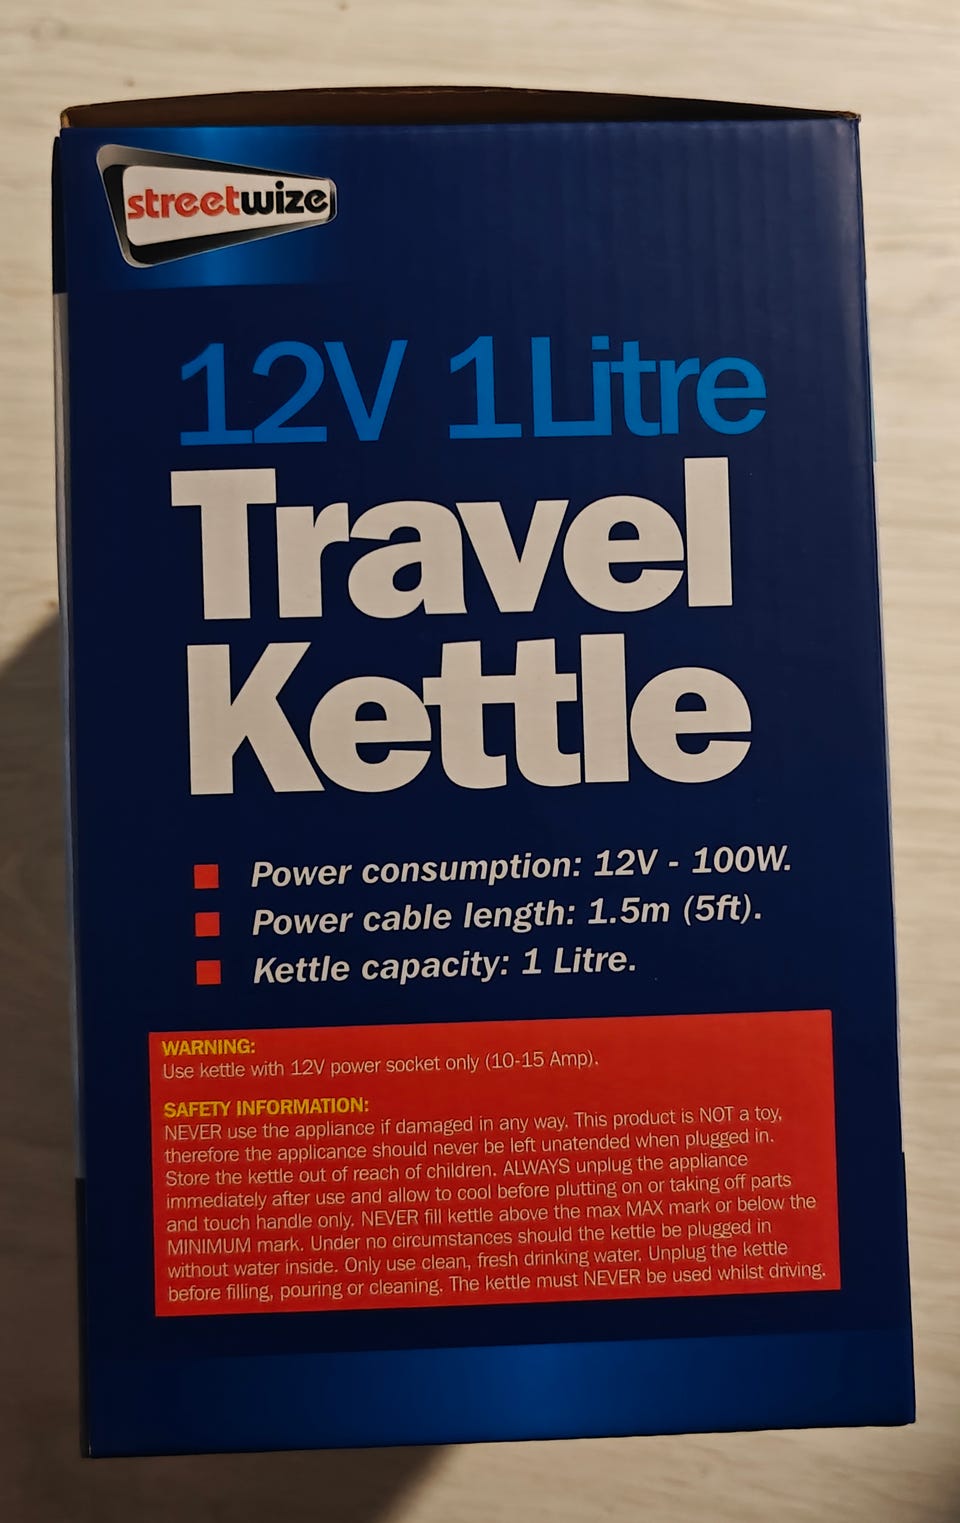 streetwize
12V 1Litre
Travel
Kettle
Power consumption: 12V - 100W.
Power cable length: 1.5m (5ft).
Kettle capacity: 1 Litre.
WARNING:
Use kettle with 12V power socket only (10-15 Amp).
SAFETY INFORMATION:
NEVER use the appliance if damaged in any way. This product is NOT a toy,
therefore the applicance should never be left unatended when plugged in.
Store the kettle out of reach of children. ALWAYS unplug the appliance
immediately after use and allow to cool before plutting on or taking off parts
and touch handle only. NEVER fill kettle above the max MAX mark or below the
MINIMUM mark. Under no circumstances should the kettle be plugged in
without water inside. Only use clean, fresh drinking water. Unplug the kettle
before filling, pouring or cleaning. The kettle must NEVER be used whilst driving.